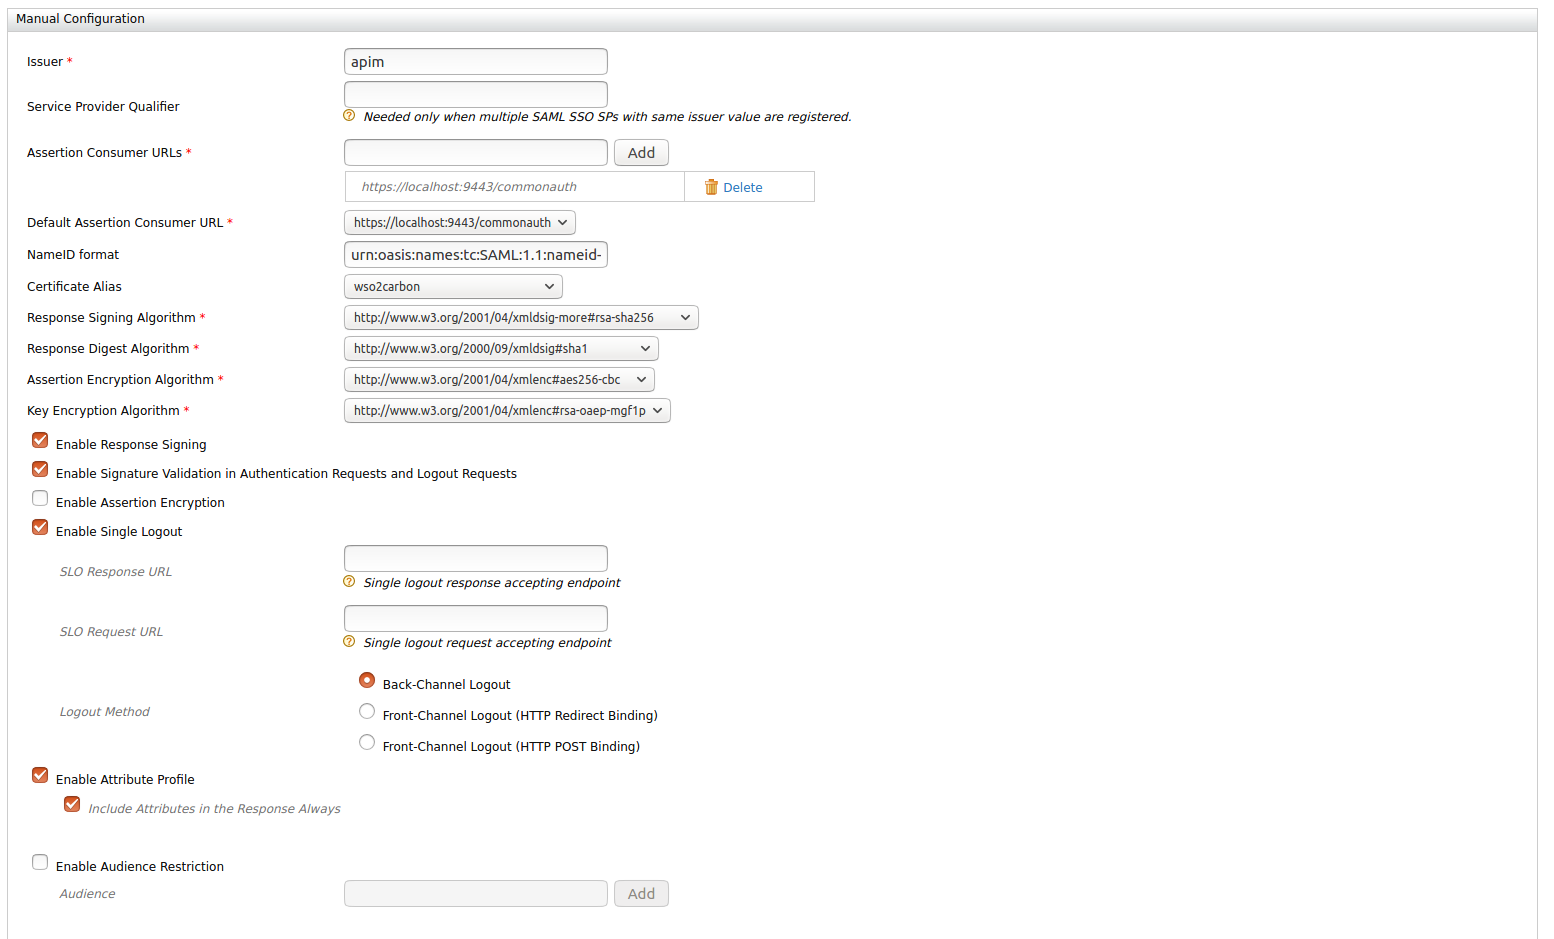 Manual Configuration
Issuer *
apim
Service Provider Qualifier
Needed only when multiple SAML SSO SPs with same issuer value are registered.
Assertion Consumer URLs *
Add
https://localhost:9443/commonauth
Delete
Default Assertion Consumer URL *
https://localhost:9443/commonauth
NameID format
urn:oasis:names:tc:SAML:1.1:nameid-
Certificate Alias
wso2carbon
Response Signing Algorithm *
http://www.w3.org/2001/04/xmldsig-more#rsa-sha256
Response Digest Algorithm *
http://www.w3.org/2000/09/xmldsig#sha1
Assertion Encryption Algorithm *
http://www.w3.org/2001/04/xmlenc#aes256-cbc
Key Encryption Algorithm *
http://www.w3.org/2001/04/xmlenc#rsa-oaep-mgf1p
Enable Response Signing
Enable Signature Validation in Authentication Requests and Logout Requests
Enable Assertion Encryption
Enable Single Logout
SLO Response URL
Single logout response accepting endpoint
SLO Request URL
Single logout request accepting endpoint
Back-Channel Logout
Logout Method
Front-Channel Logout (HTTP Redirect Binding)
Front-Channel Logout (HTTP POST Binding)
Enable Attribute Profile
Include Attributes in the Response Always
Enable Audience Restriction
Audience
Add